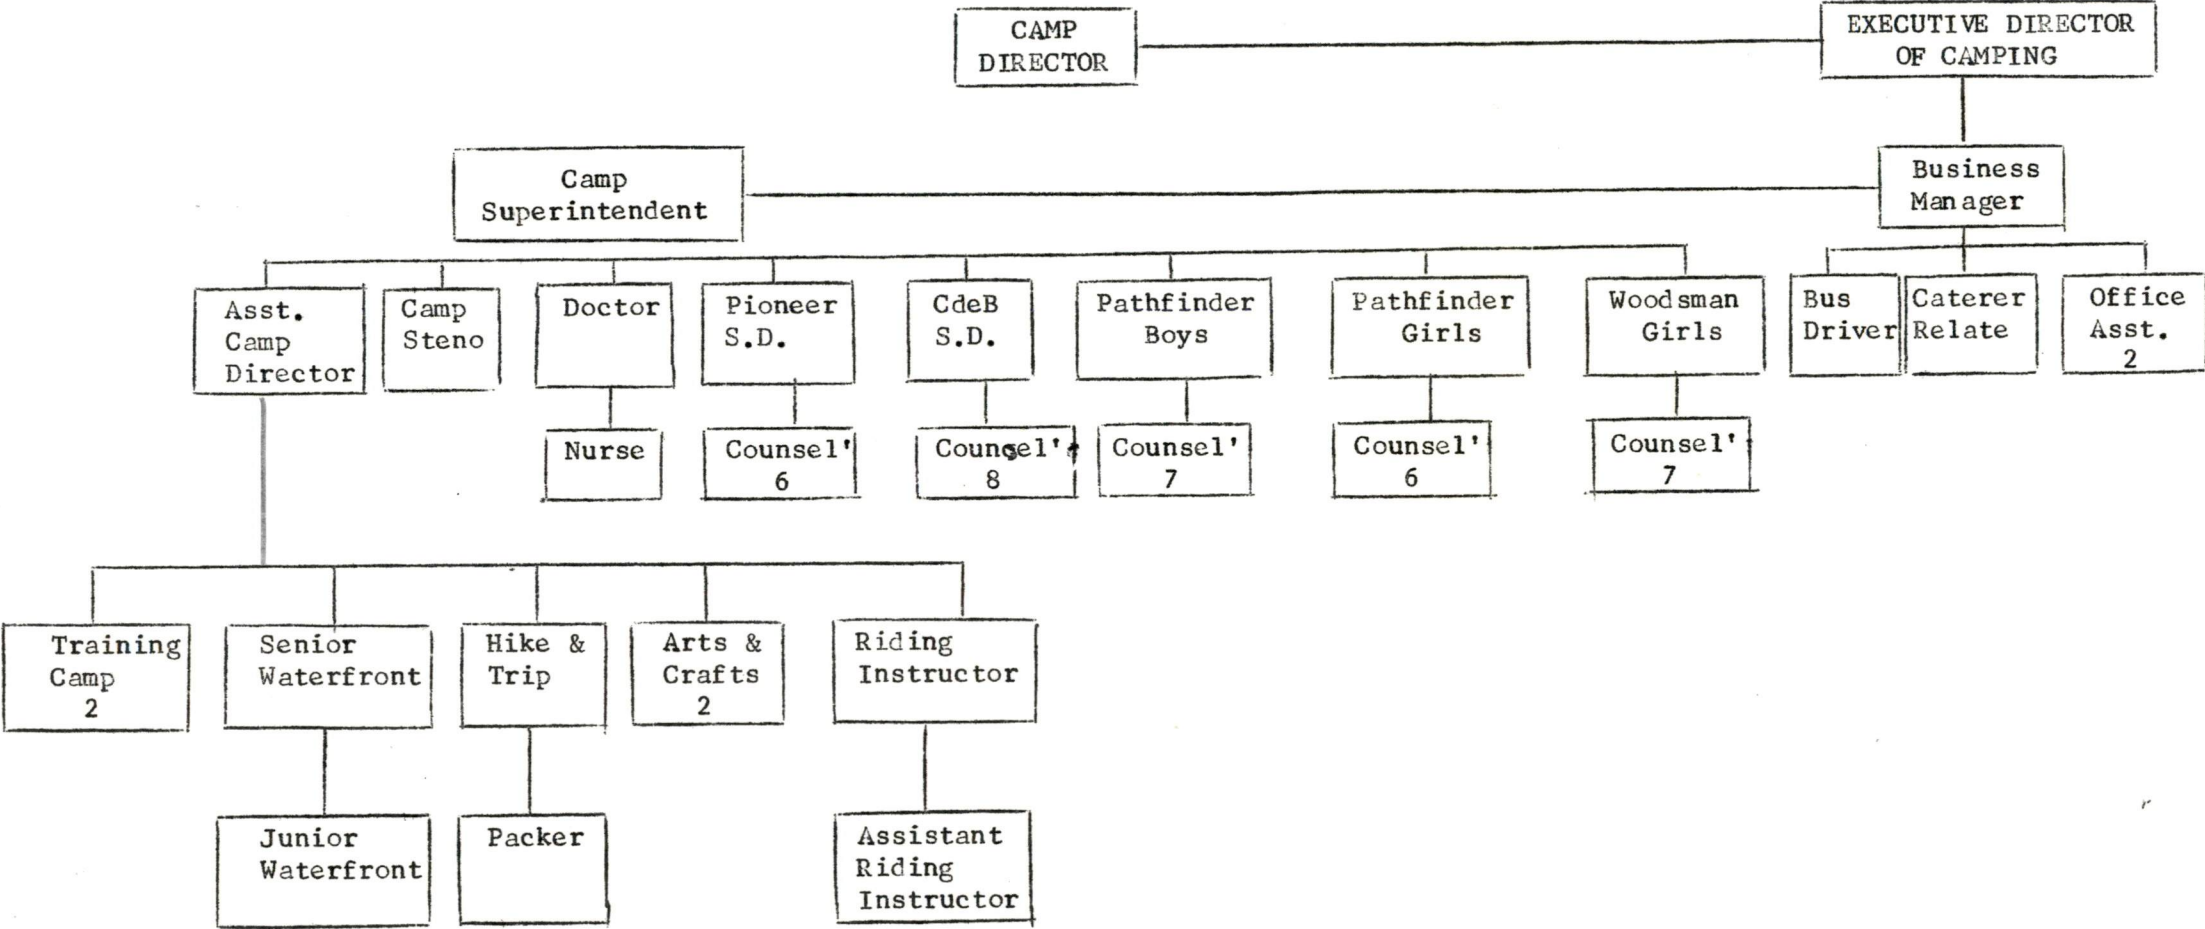 CAMP
DIRECTOR
EXECUTIVE DIRECTOR
OF CAMPING
Camp
Superintendent
Business
Manager
Asst.
Camp
Director
Camp
Steno
Doctor
Pioneer
S.D.
CdeB
S.D.
Pathfinder
Boys
Pathfinder
Girls
Woodsman
Girls
Bus
Driver
Caterer
Relate
Office
Asst.
2
Nurse
Counsel'
6
Counsel'
8
Counsel'
7
Counsel'
6
Counsel'
7
Training
Camp
2
Senior
Waterfront
Hike &
Trip
Arts &
Crafts
2
Riding
Instructor
Junior
Waterfront
Packer
Assistant
Riding
Instructor